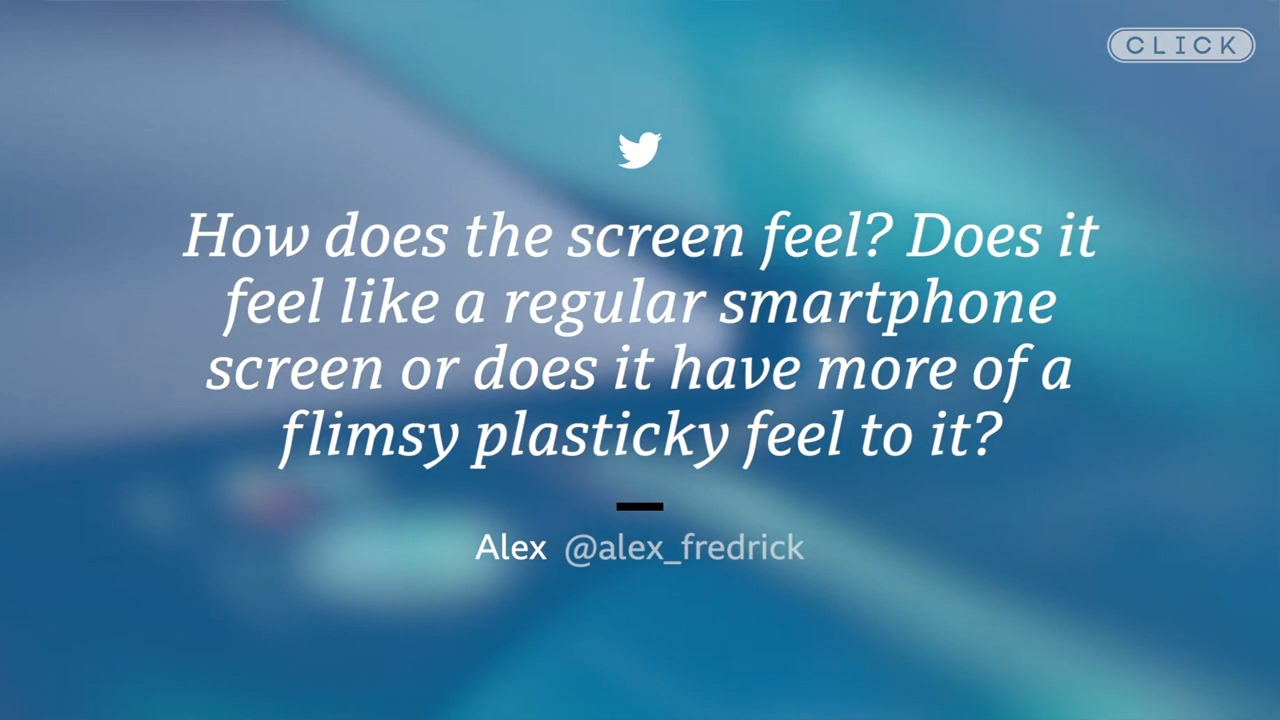 CLICK
How does the screen feel? Does it
feel like a regular smartphone
screen or does it have more of a
flimsy plasticky feel to it?
Alex @alex_fredrick